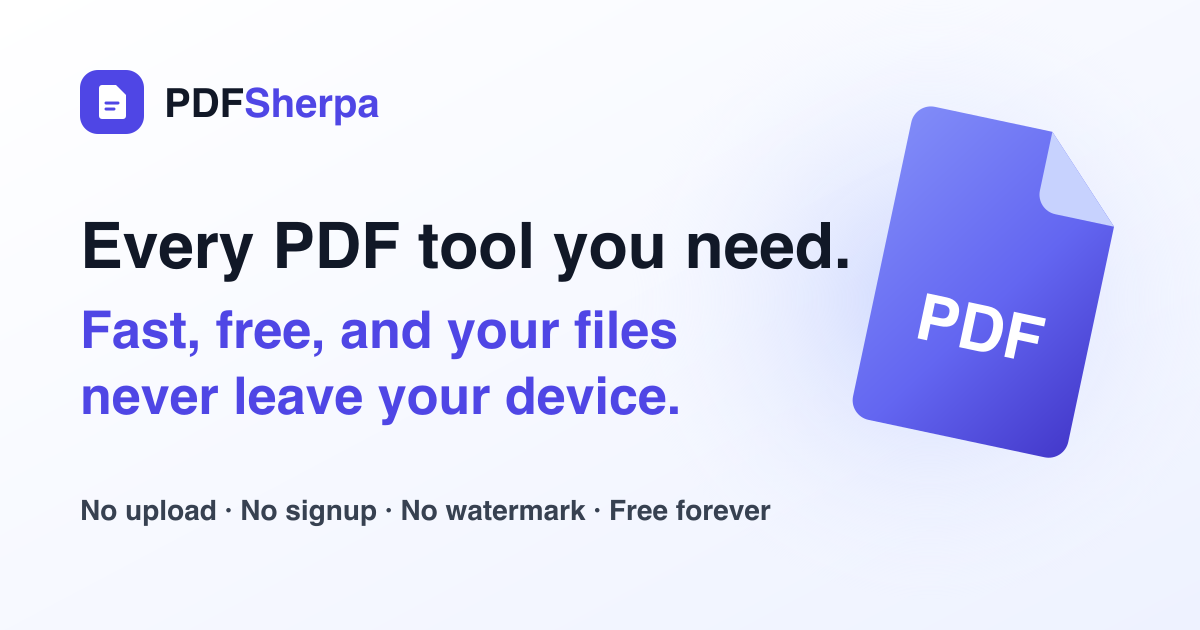 PDFSherpa
Every PDF tool you need.
Fast, free, and your files
never leave your device.
PDF
No upload · No signup · No watermark · Free forever